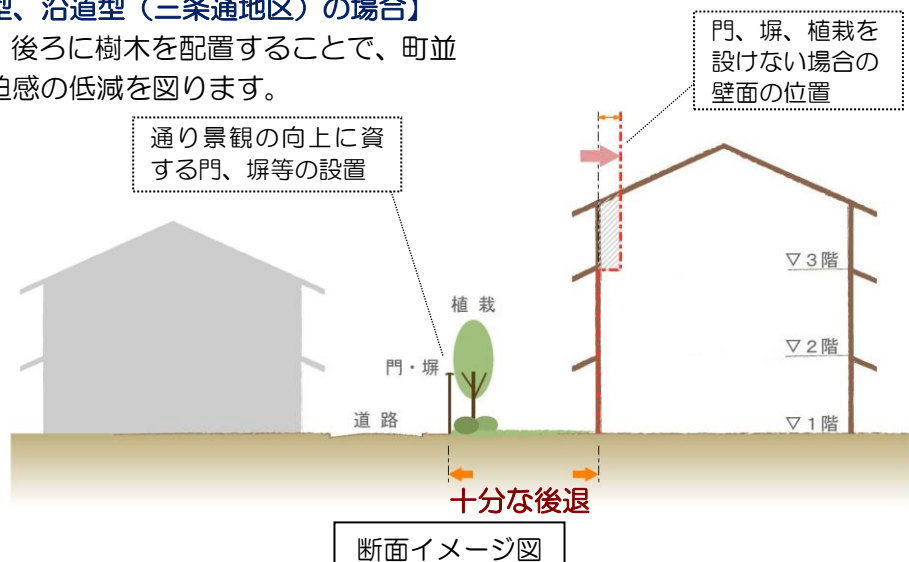 型、沿道型（三条通地区）の場合】
後ろに樹木を配置することで、町並
迫感の低減を図ります。
門、塀、植栽を
設けない場合の
壁面の位置
通り景観の向上に資
する門、塀等の設置
▽３階
植 栽
▽２階
門・塀
道 路
▽１階
十分な後退
断面イメージ図